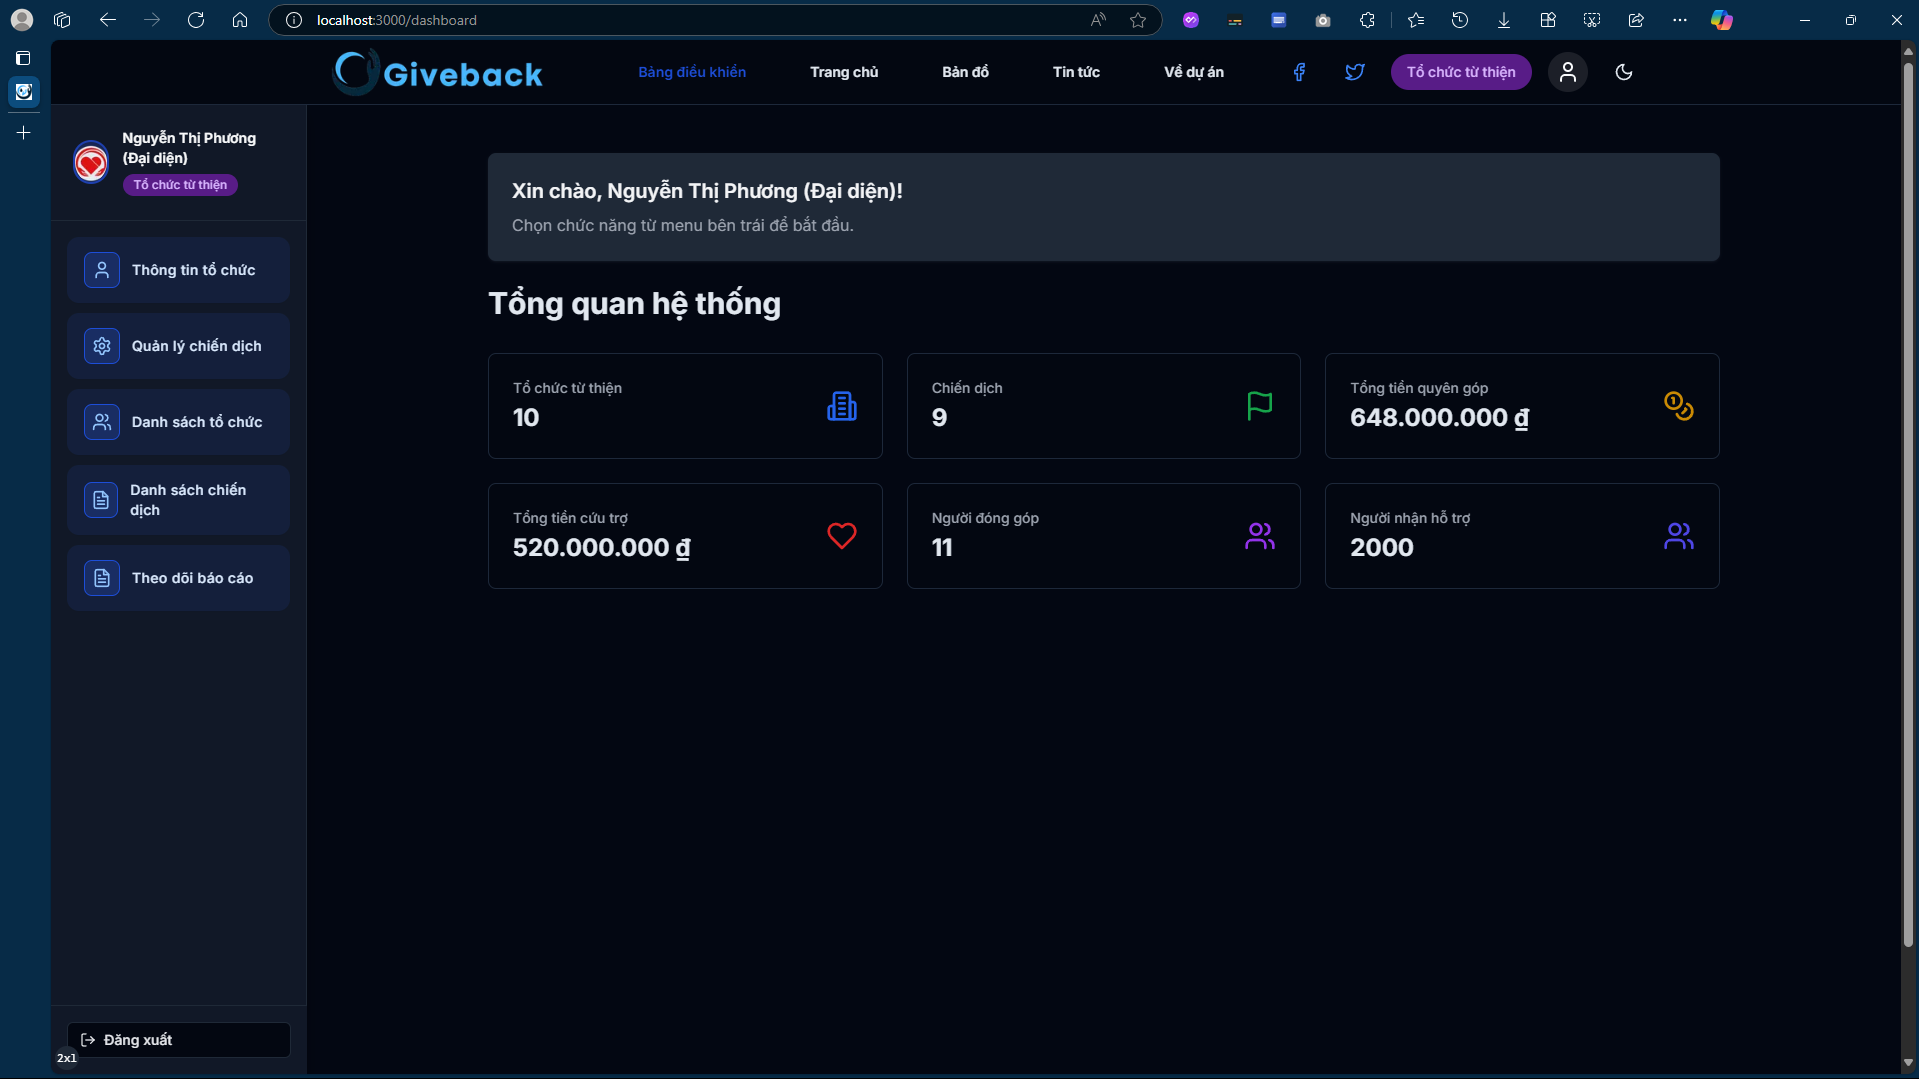 localhost:3000/dashboard
Giveback
Bảng điều khiển
Trang chủ
Bản đồ
Tin tức
Về dự án
Tổ chức từ thiện
Nguyễn Thị Phương
(Đại diện)
Tổ chức từ thiện
Thông tin tổ chức
Quản lý chiến dịch
Danh sách tổ chức
Danh sách chiến
dịch
Theo dõi báo cáo
Đăng xuất
2x1
Xin chào, Nguyễn Thị Phương (Đại diện)!
Chọn chức năng từ menu bên trái để bắt đầu.
Tổng quan hệ thống
Tổ chức từ thiện
10
Chiến dịch
9
Tổng tiền quyên góp
648.000.000 ₫
Tổng tiền cứu trợ
520.000.000 ₫
Người đóng góp
11
Người nhận hỗ trợ
2000